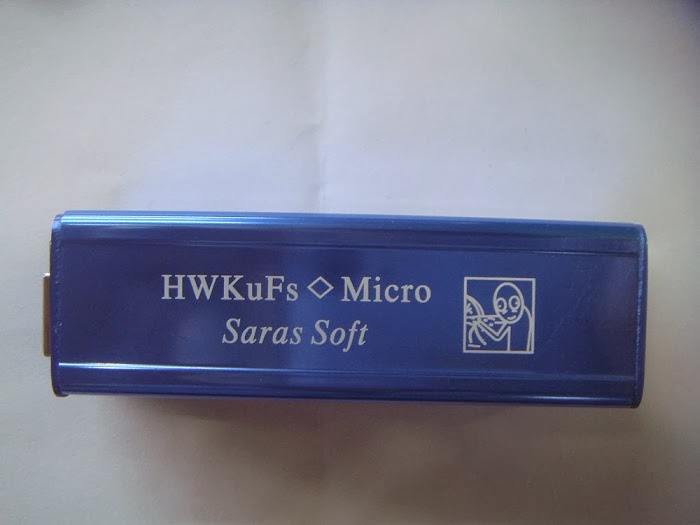 HWKuFs ◇ Micro
Saras Soft